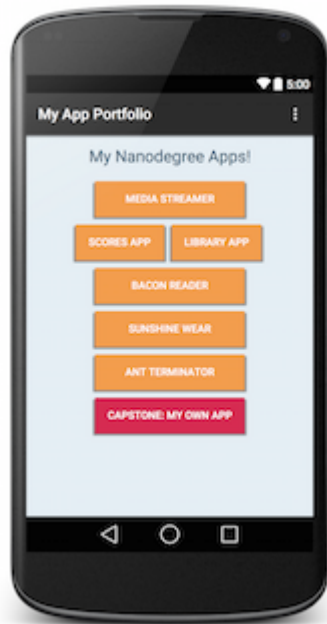 5:00
My App Portfolio
My Nanodegree Apps!
MEDIA STREAMER
SCORES APP LIBRARY APP
BACON READER
SUNSHINE WEAR
ANT TERMINATOR
CAPSTONE: MY OWN APP